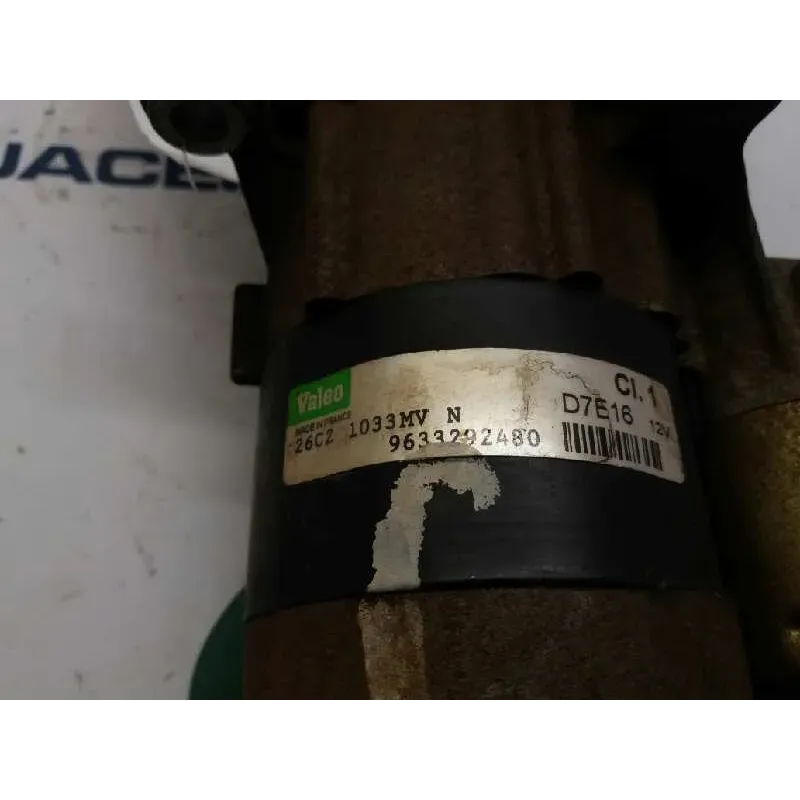 JACE
Valeo
MADE IN FRANCE
26C2 1033MV N
9633292480
Cl. 1
D7E16 12V